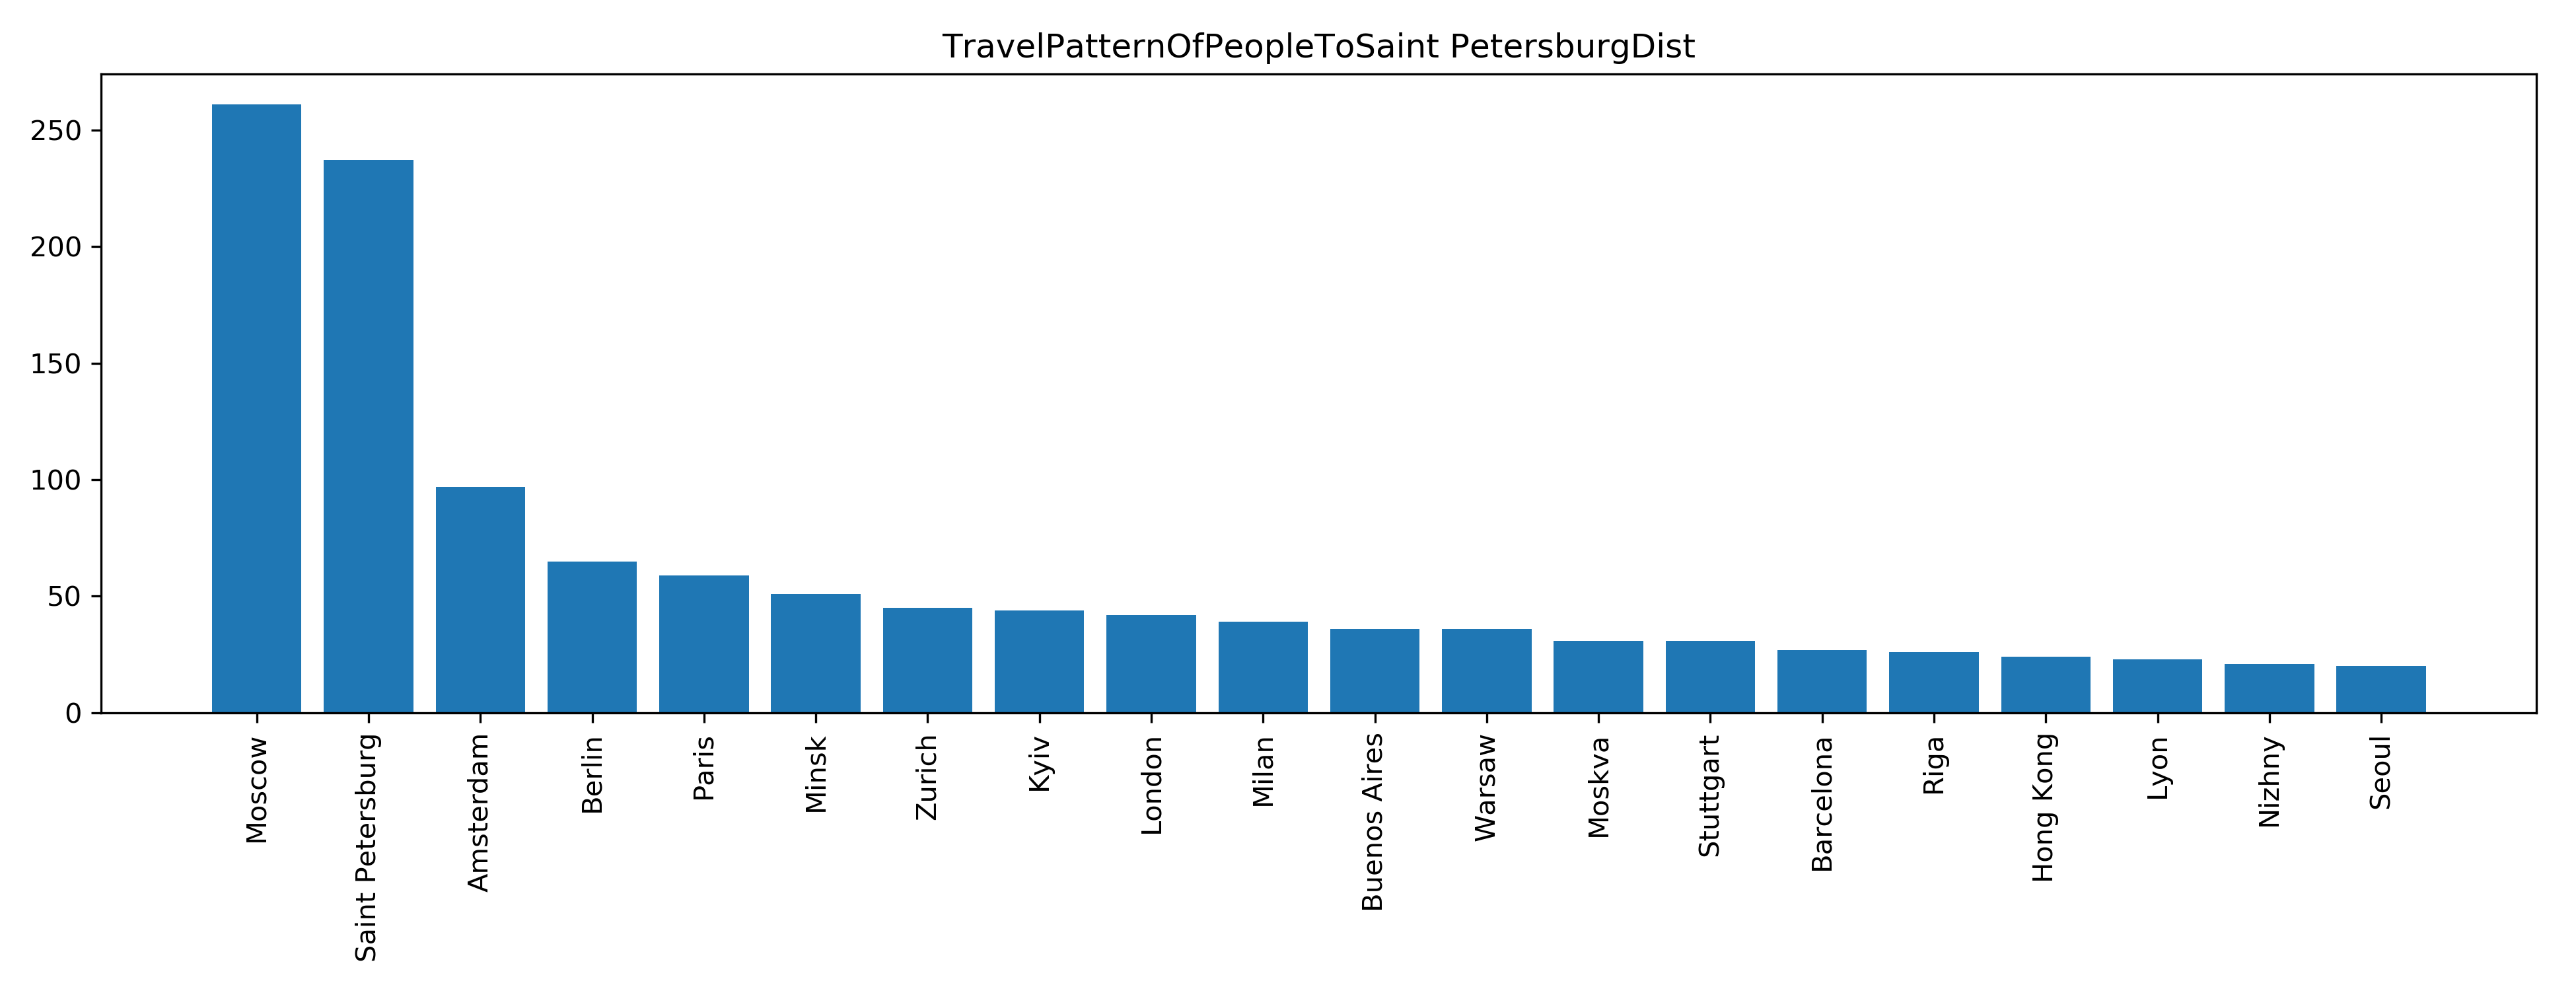 TravelPatternOfPeopleToSaint PetersburgDist
250
200
150
100
50
0
Moscow
Saint Petersburg
Amsterdam
Berlin
Paris
Minsk
Zurich
Kyiv
London
Milan
Buenos Aires
Warsaw
Moskva
Stuttgart
Barcelona
Riga
Hong Kong
Lyon
Nizhny
Seoul